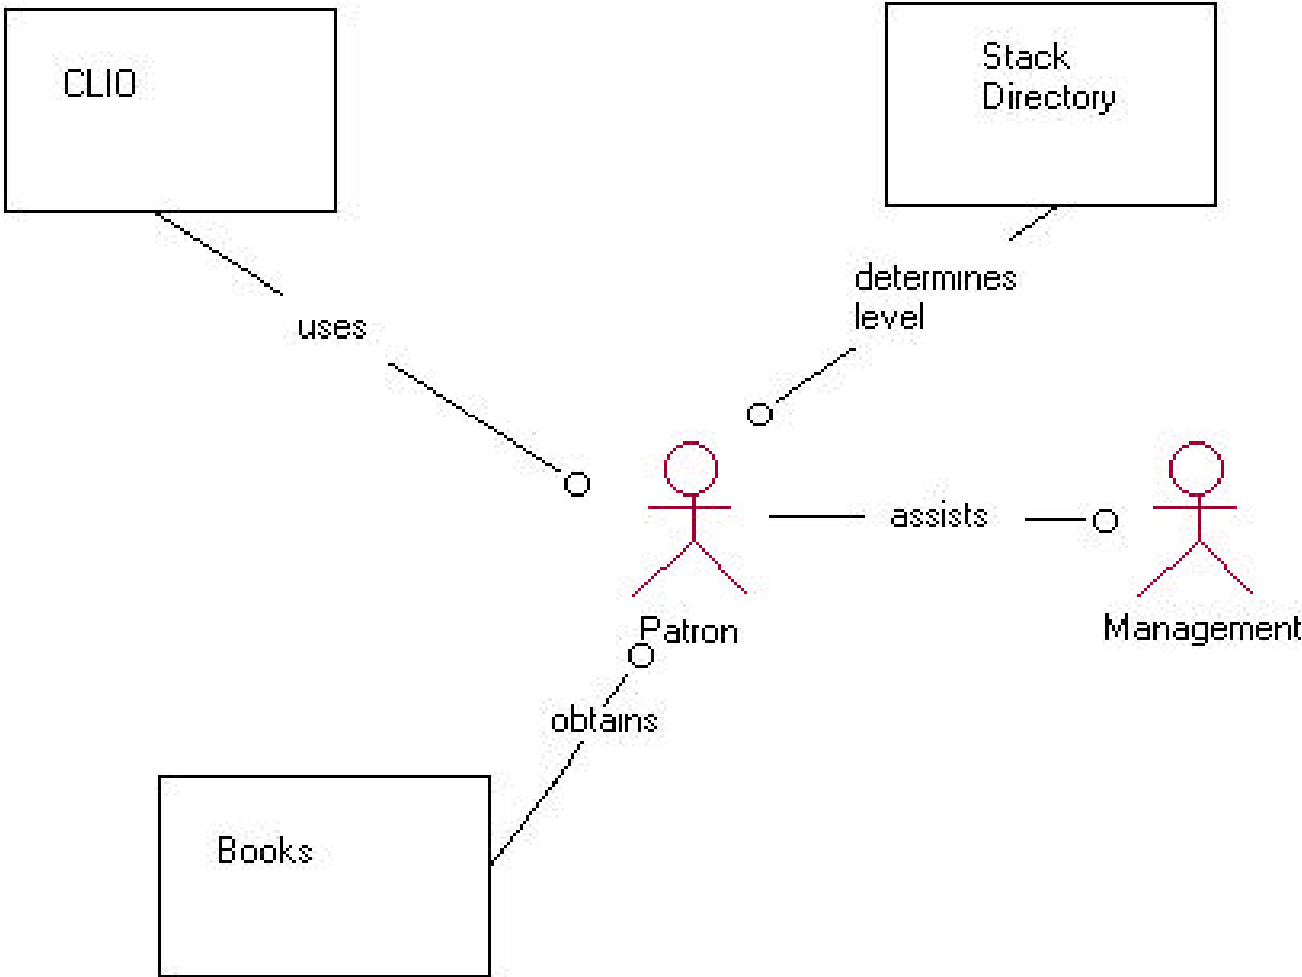 CLIO
Stack
Directory
determines
level
uses
assists
Patron
Management
obtains
Books